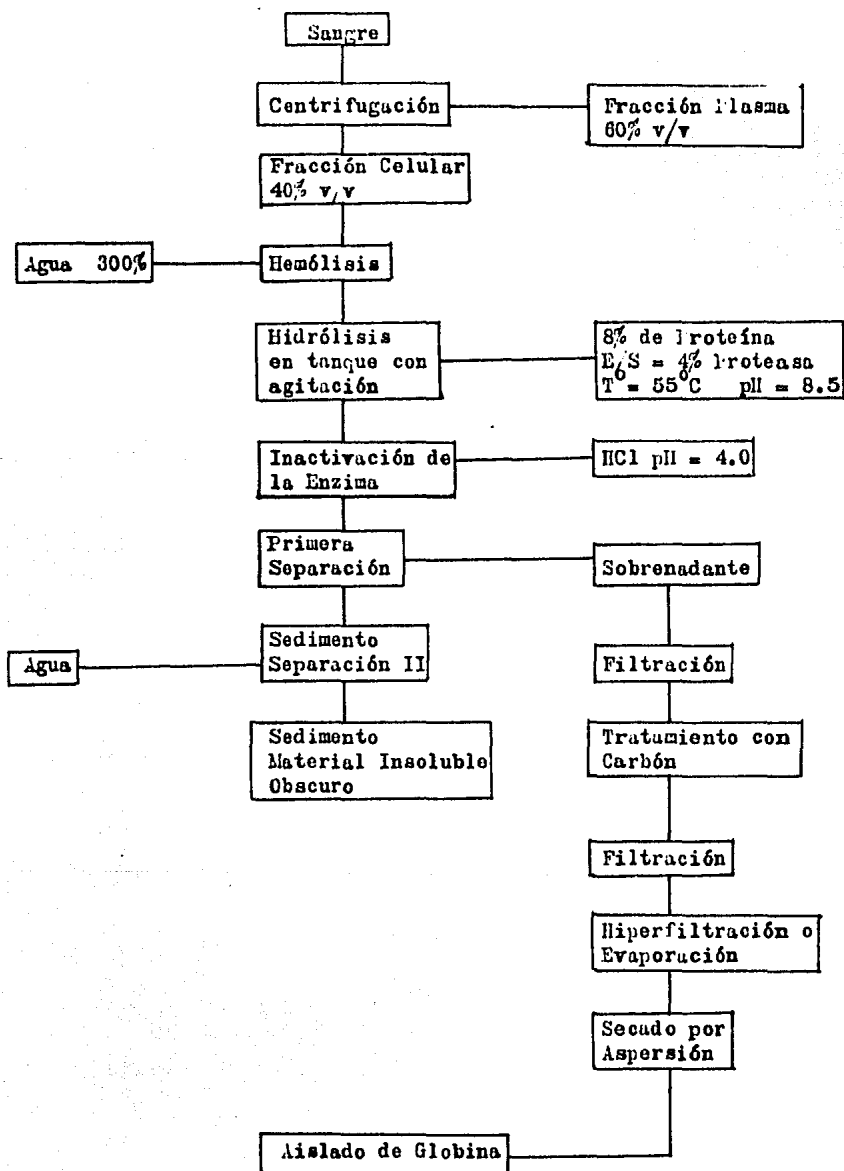 Sangre
Centrifugación
Fracción Plasma
60% v/v
Fracción Celular
40% v/v
Agua 300%
Hemólisis
Hidrólisis
en tanque con
agitación
8% de Proteína
E/S = 4% Proteasa
T° = 55°C pH = 8.5
Inactivación de
la Enzima
HCl pH = 4.0
Primera
Separación
Sobrenadante
Agua
Sedimento
Separación II
Filtración
Sedimento
Material Insoluble
Obscuro
Tratamiento con
Carbón
Filtración
Hiperfiltración o
Evaporación
Secado por
Aspersión
Aislado de Globina